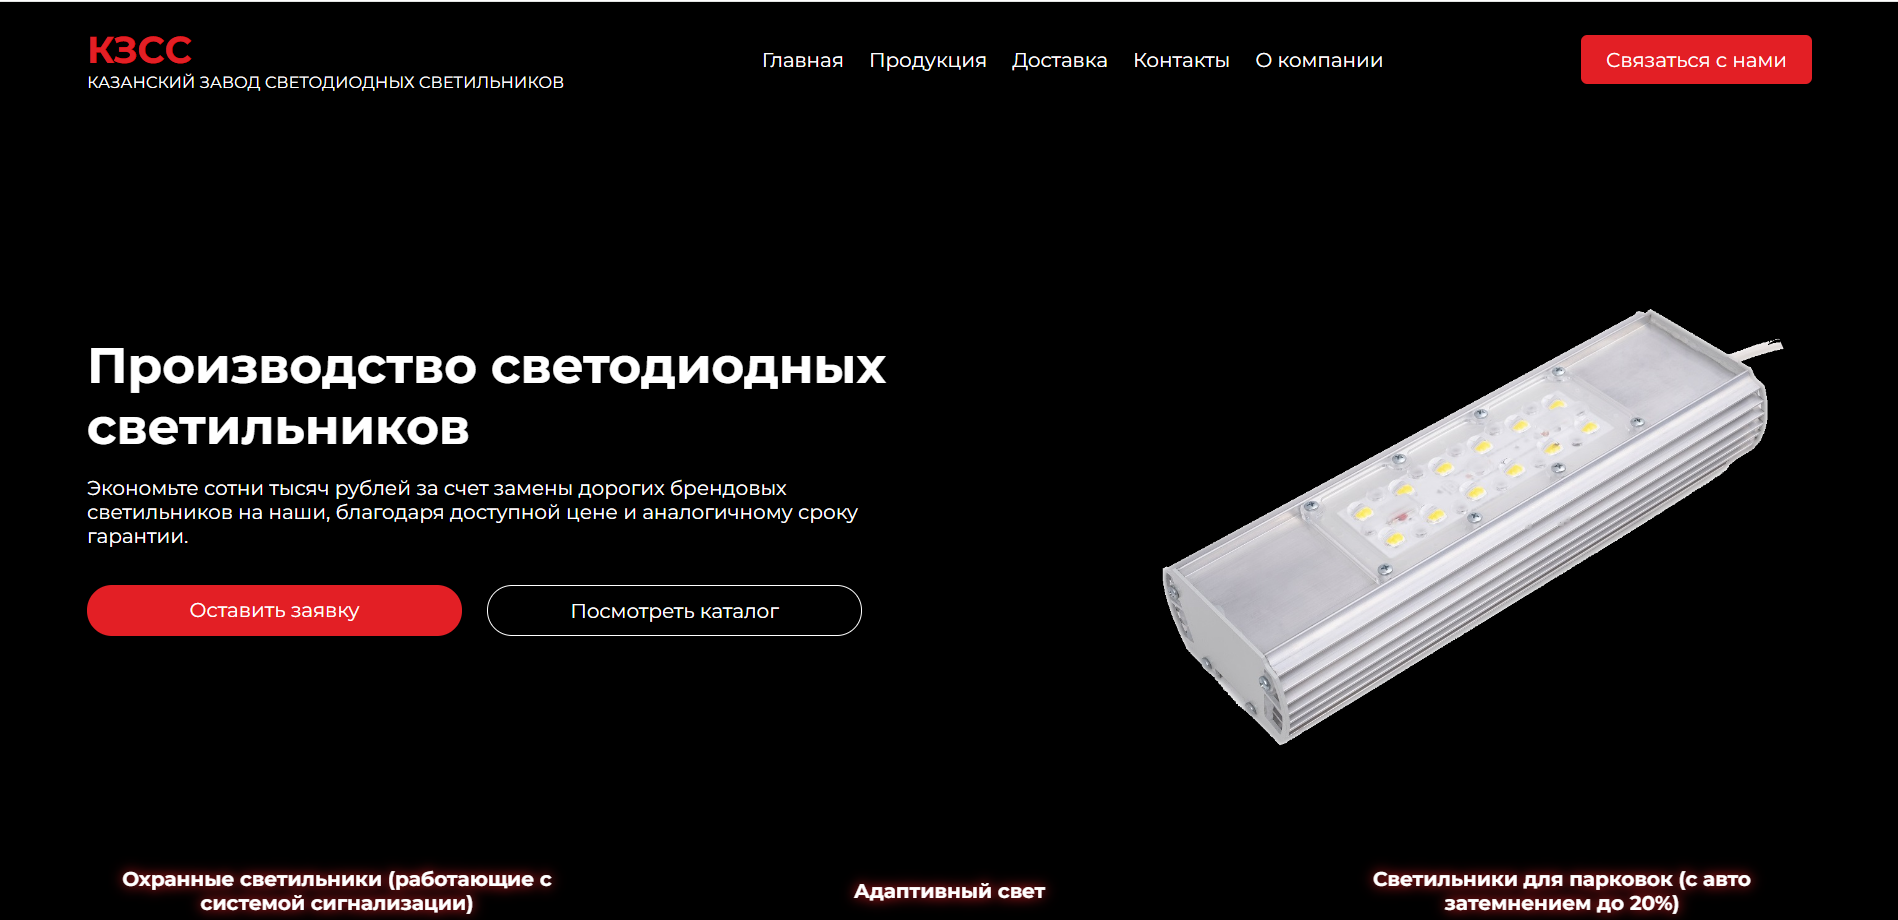 КЗСС
КАЗАНСКИЙ ЗАВОД СВЕТОДИОДНЫХ СВЕТИЛЬНИКОВ
Главная Продукция Доставка Контакты О компании
Связаться с нами
Производство светодиодных
светильников
Экономьте сотни тысяч рублей за счет замены дорогих брендовых
светильников на наши, благодаря доступной цене и аналогичному сроку
гарантии.
Оставить заявку
Посмотреть каталог
Охранные светильники (работающие с
системой сигнализации)
Адаптивный свет
Светильники для парковок (с авто
затемнением до 20%)